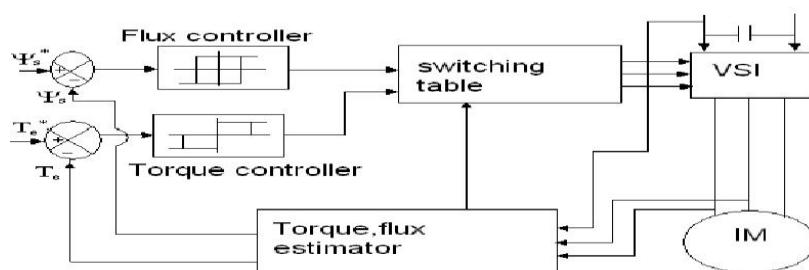 Flux controller
Ψs*
+
−
Ψs
switching
table
VSI
Te*
+
−
Te
Torque controller
Torque,flux
estimator
IM